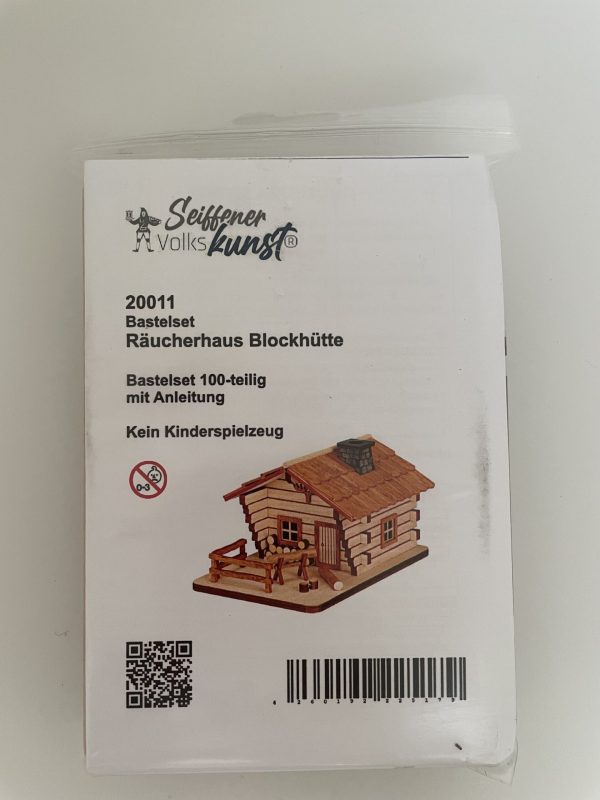 Seiffener
Volkskunst®
20011
Bastelset
Räucherhaus Blockhütte
Bastelset 100-teilig
mit Anleitung
Kein Kinderspielzeug
0-3